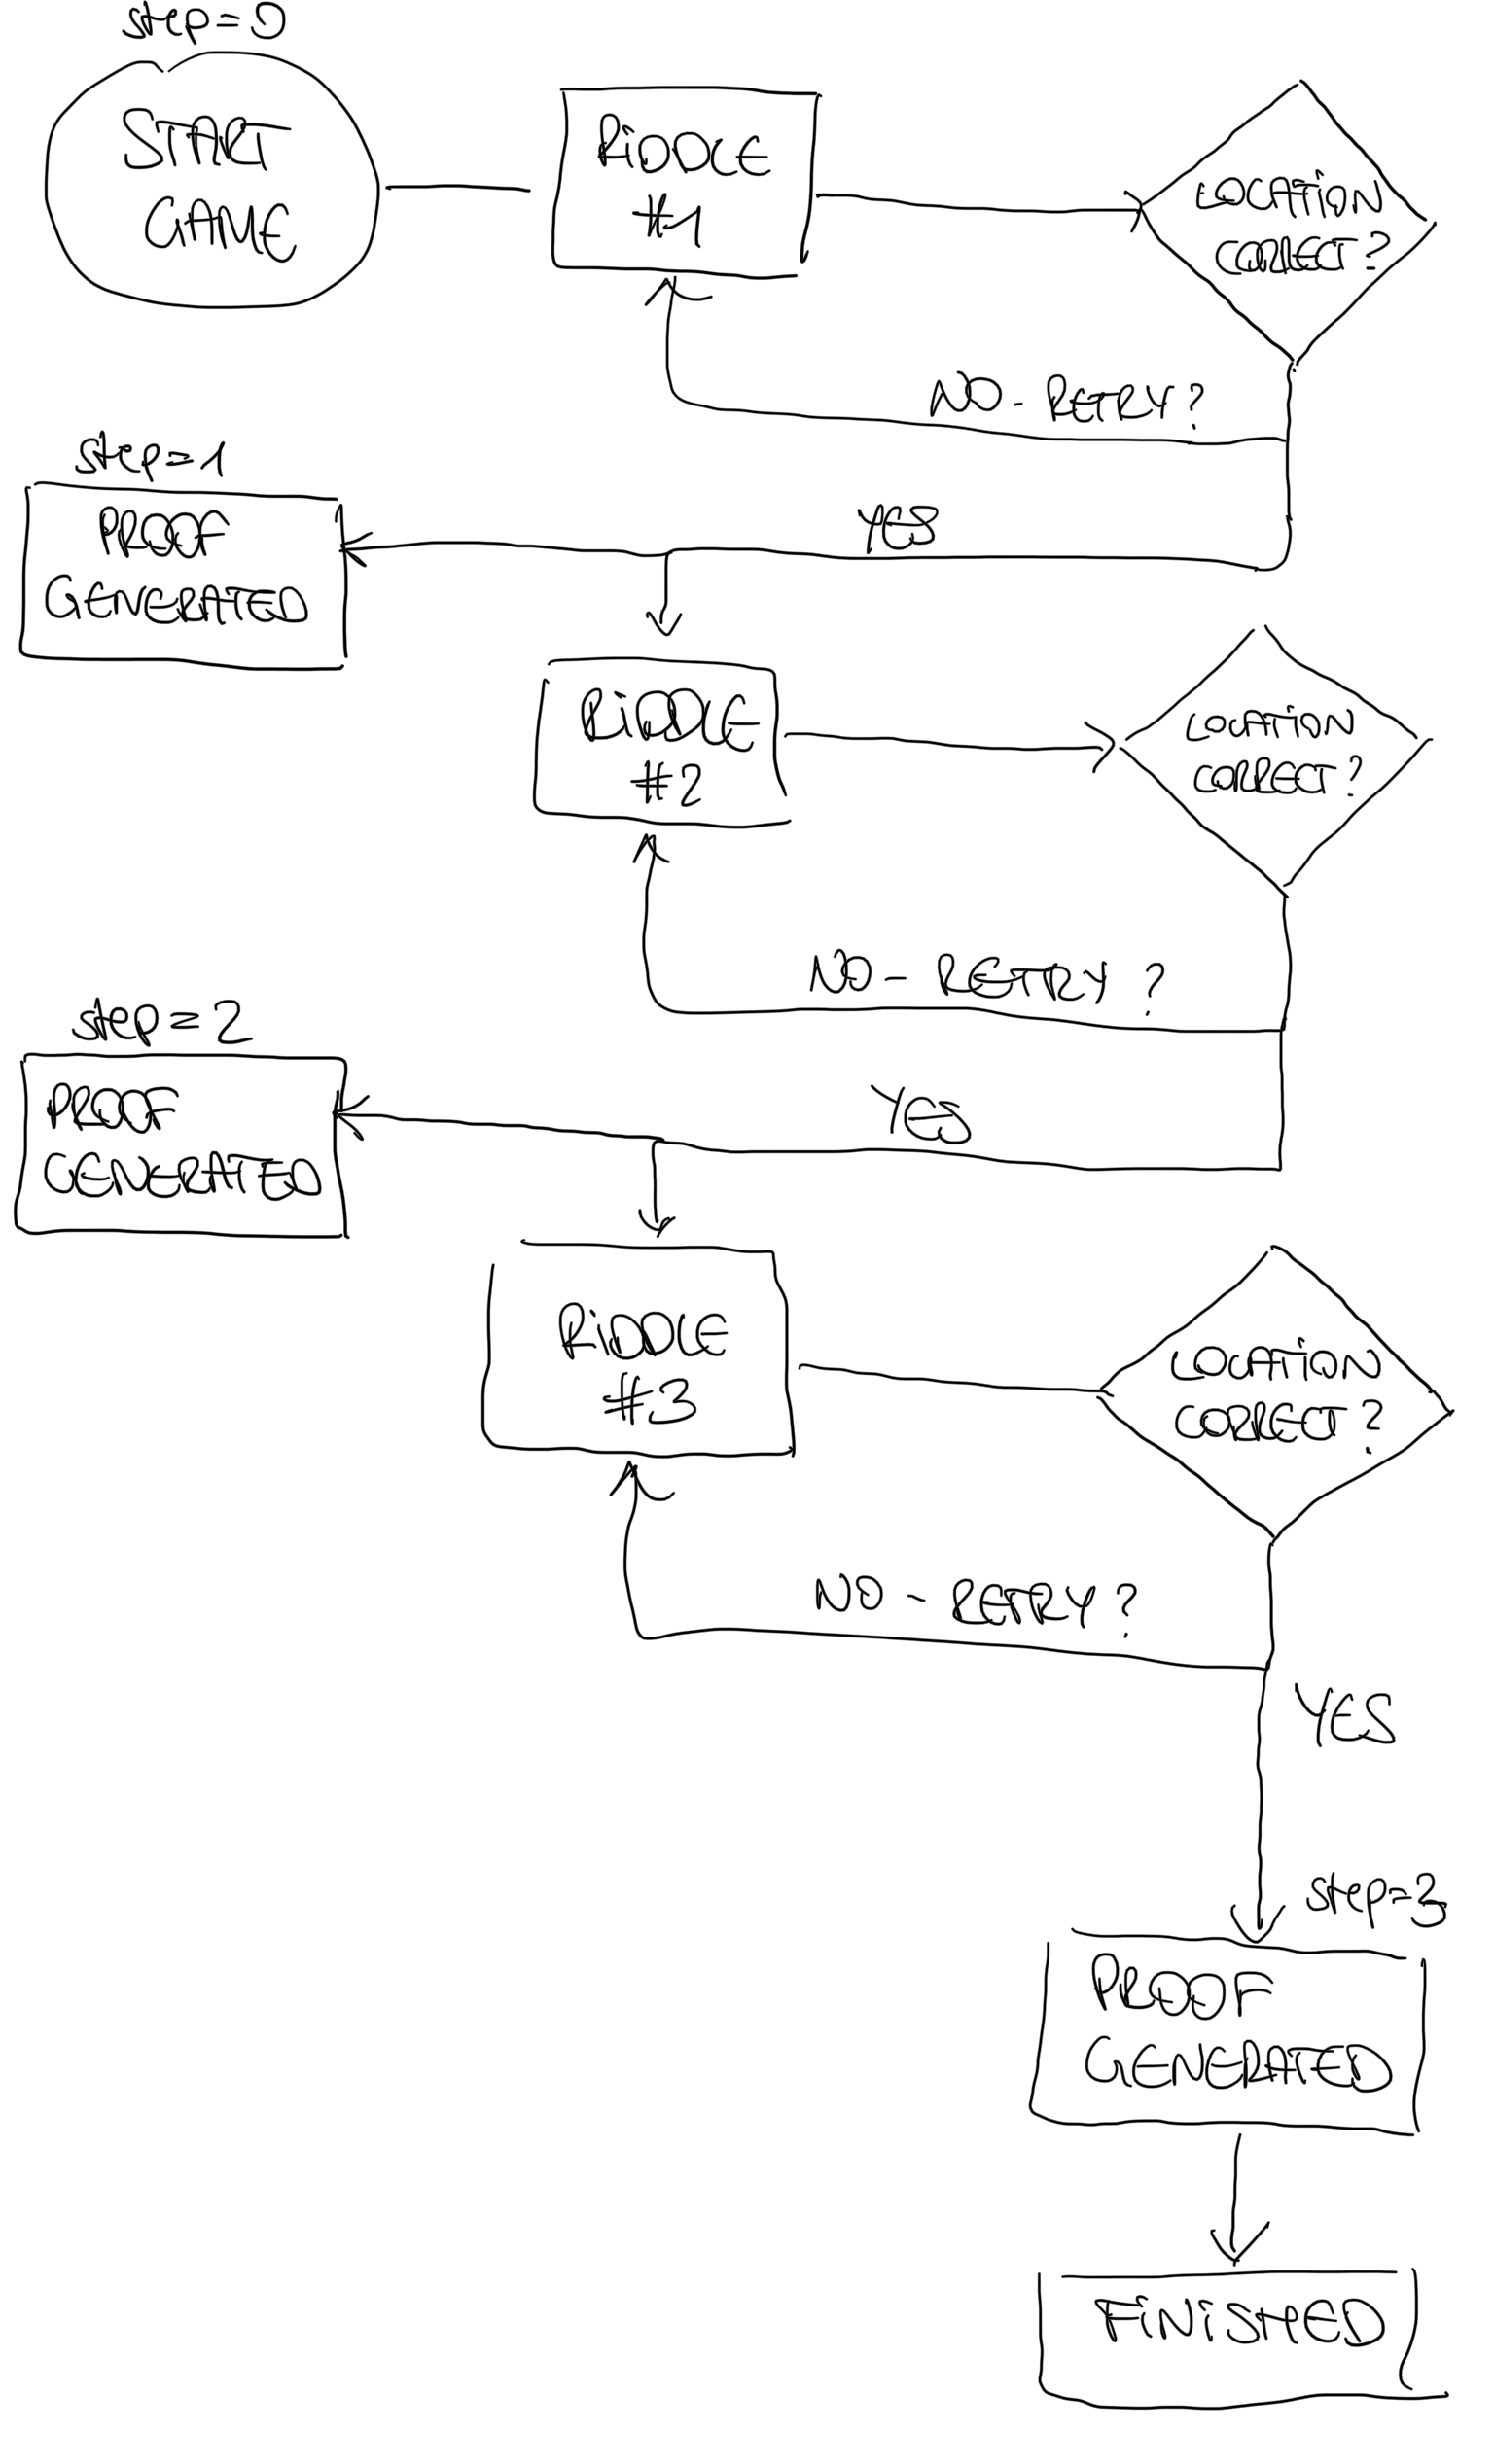 step=0
START
GAME
RiDDLE
#1
LOCATiON
CORRECT?
NO - RETRY?
step=1
PROOF
GENERATED
YES
RiDDLE
#2
LOCATiON
CORRECT?
NO - RETRY?
step=2
PROOF
GENERATED
YES
RiDDLE
#3
LOCATiON
CORRECT?
NO - RETRY?
YES
step=3
PROOF
GENERATED
FiNiSHED